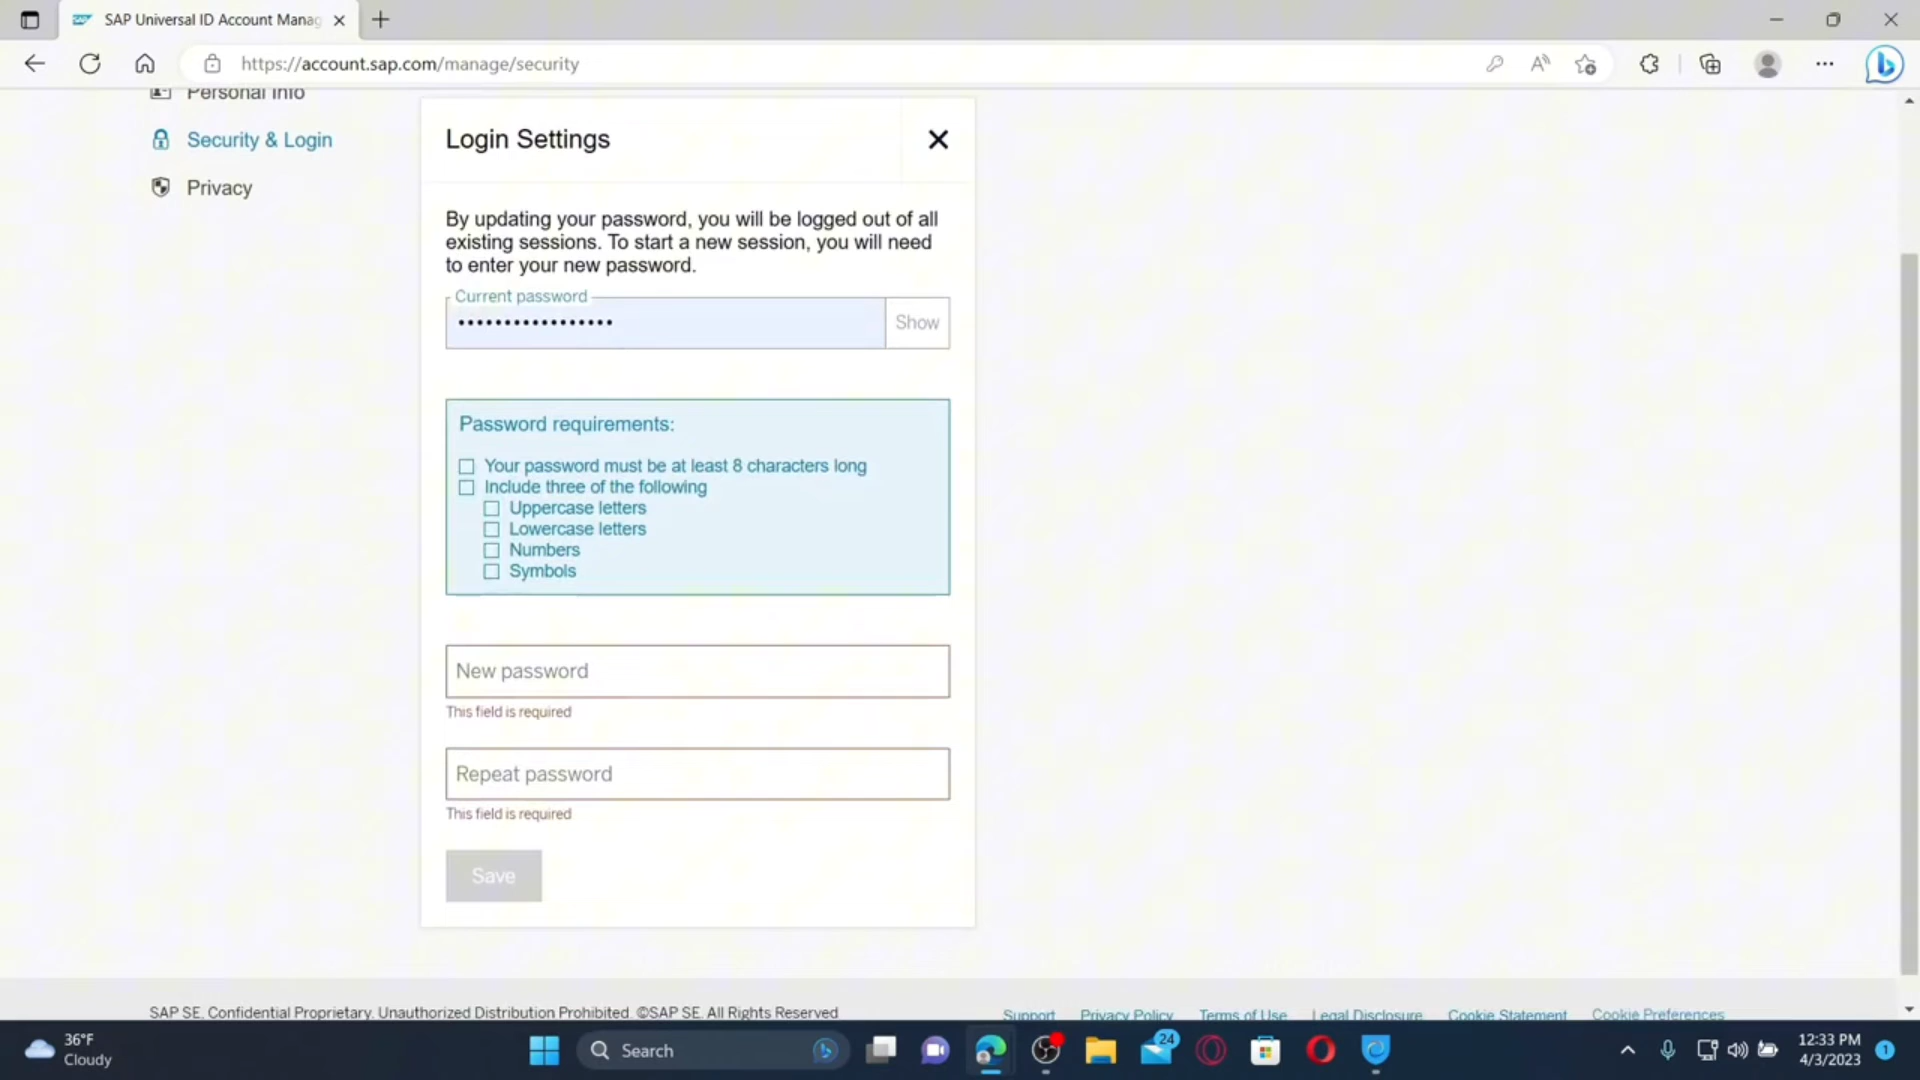 SAP Universal ID Account Manag
https://account.sap.com/manage/security
Personal Info
Security & Login
Privacy
Login Settings
By updating your password, you will be logged out of all
existing sessions. To start a new session, you will need
to enter your new password.
Current password
•••••••••••••••••
Show
Password requirements:
Your password must be at least 8 characters long
Include three of the following
Uppercase letters
Lowercase letters
Numbers
Symbols
New password
This field is required
Repeat password
This field is required
Save
SAP SE, Confidential Proprietary. Unauthorized Distribution Prohibited. ©SAP SE. All Rights Reserved
Support Privacy Policy Terms of Use Legal Disclosure Cookie Statement Cookie Preferences
36°F
Cloudy
Search
24
12:33 PM
4/3/2023
1